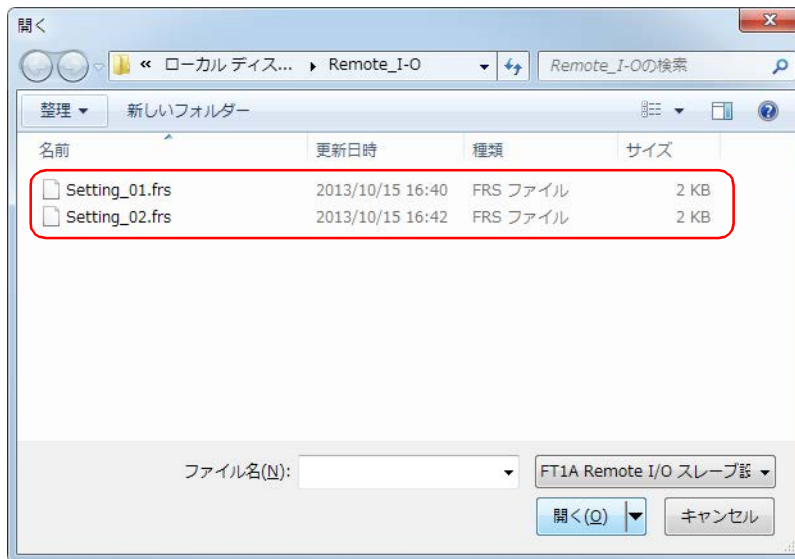 開く
« ローカル ディス... ▸ Remote_I-O
Remote_I-Oの検索
整理 新しいフォルダー
名前 更新日時 種類 サイズ
Setting_01.frs 2013/10/15 16:40 FRS ファイル 2 KB
Setting_02.frs 2013/10/15 16:42 FRS ファイル 2 KB
ファイル名(N):
FT1A Remote I/O スレーブ
開く(O) キャンセル